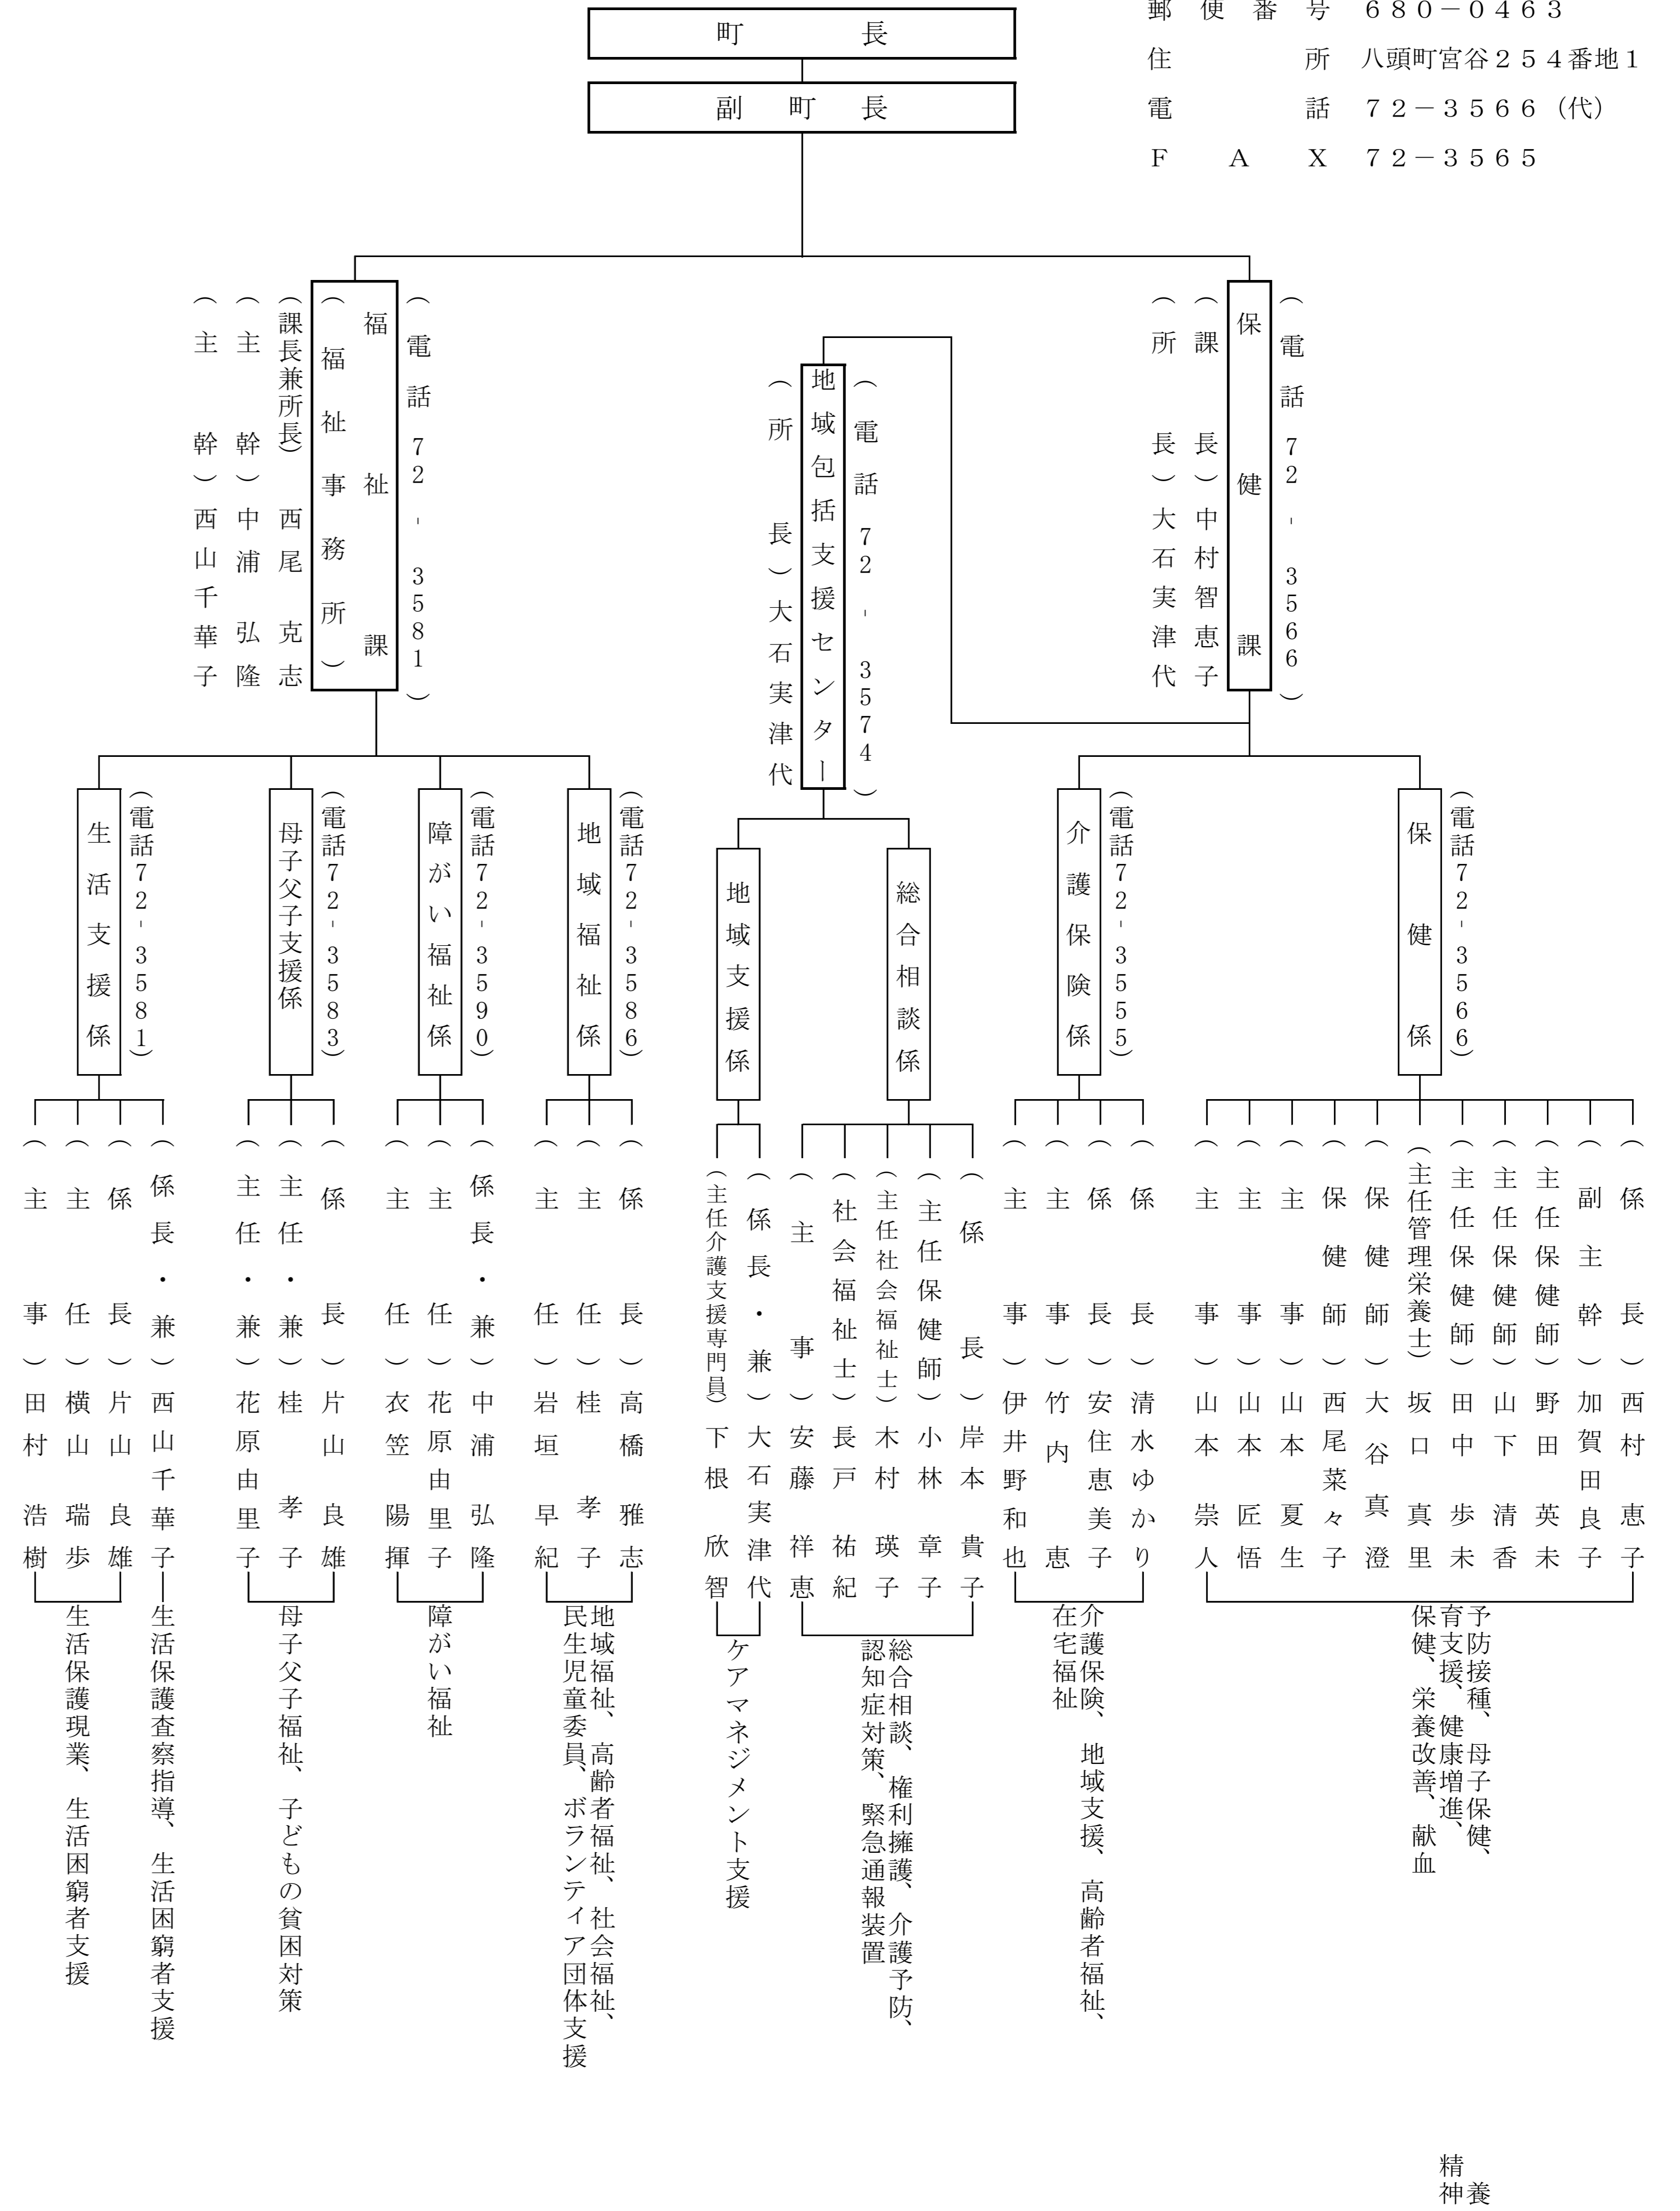 郵便番号　６８０－０４６３
住所　八頭町宮谷２５４番地１
電話　７２－３５６６（代）
ＦＡＸ　７２－３５６５
町長
副町長
（電話72-3566）
保健課
（課長）中村智恵子
（所長）大石実津代
（電話72-3574）
地域包括支援センター
（所長）大石実津代
（電話72-3581）
福祉課
（福祉事務所）
（課長兼所長）西尾克志
（主幹）中浦弘隆
（主幹）西山千華子
（電話72-3566）
保健係
（係長）西村恵子
（副主幹）加賀田良子
（主任保健師）野田英未
（主任保健師）山下清香
（主任保健師）田中歩未
（主任管理栄養士）坂口真里
（保健師）大谷真澄
（保健師）西尾菜々子
（主事）山本夏生
（主事）山本匠悟
（主事）山本崇人
予防接種、母子保健、
育支援、健康増進、
保健、栄養改善、献血
養
精神
（電話72-3555）
介護保険係
（係長）清水ゆかり
（係長）安住恵美子
（主事）竹内恵
（主事）伊井野和也
介護保険、地域支援、高齢者福祉、
在宅福祉
総合相談係
（係長）岸本貴子
（主任保健師）小林章子
（主任社会福祉士）木村瑛子
（社会福祉士）長戸祐紀
（主事）安藤祥恵
総合相談、権利擁護、介護予防、
認知症対策、緊急通報装置
地域支援係
（係長・兼）大石実津代
（主任介護支援専門員）下根欣智
ケアマネジメント支援
（電話72-3586）
地域福祉係
（係長）高橋雅志
（主任）桂孝子
（主任）岩垣早紀
地域福祉、高齢者福祉、社会福祉、
民生児童委員、ボランティア団体支援
（電話72-3590）
障がい福祉係
（係長・兼）中浦弘隆
（主任）花原由里子
（主任）衣笠陽揮
障がい福祉
（電話72-3583）
母子父子支援係
（係長）片山良雄
（主任・兼）桂孝子
（主任・兼）花原由里子
母子父子福祉、子どもの貧困対策
（電話72-3581）
生活支援係
（係長・兼）西山千華子
（係長）片山良雄
（主任）横山瑞歩
（主事）田村浩樹
生活保護査察指導、生活困窮者支援
生活保護現業、生活困窮者支援